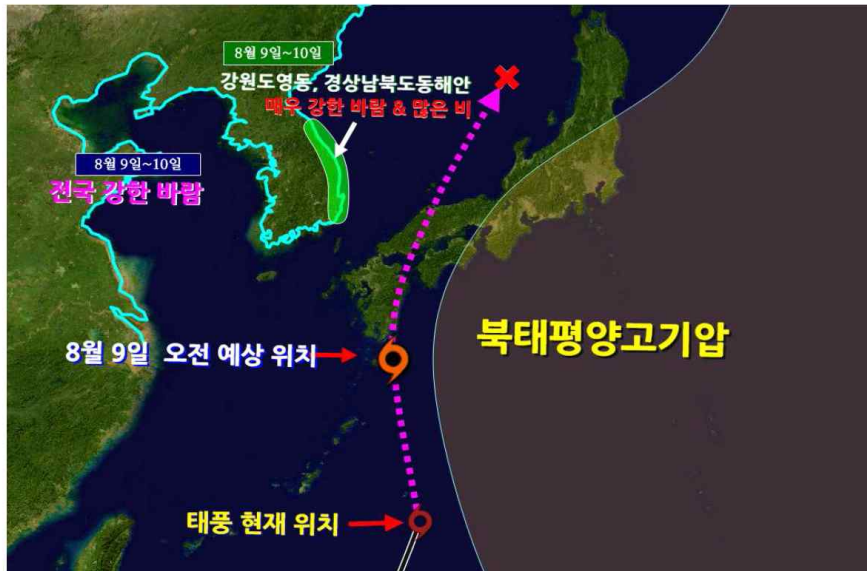 8월 9일~10일
강원도영동, 경상남북도동해안
매우 강한 바람 & 많은 비
8월 9일~10일
전국 강한 바람
북태평양고기압
8월 9일 오전 예상 위치
태풍 현재 위치